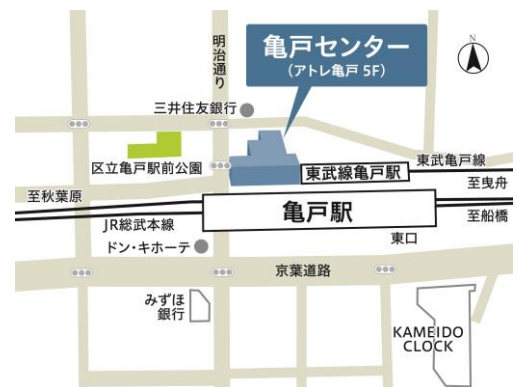 明治通り
亀戸センター
（アトレ亀戸 5F）
N
三井住友銀行
区立亀戸駅前公園
東武線亀戸駅
東武亀戸線
至曳舟
至秋葉原
亀戸駅
至船橋
JR総武本線
ドン・キホーテ
東口
京葉道路
みずほ
銀行
KAMEIDO
CLOCK